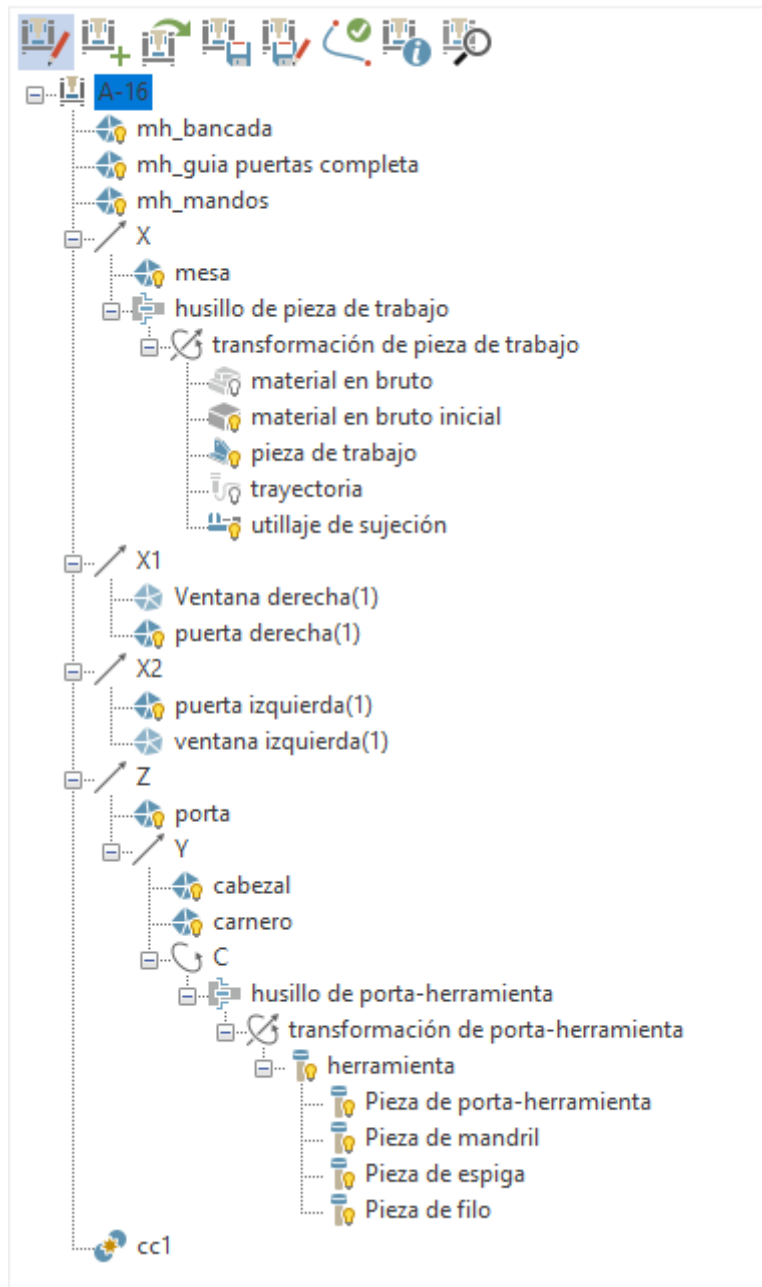 A-16
mh_bancada
mh_guia puertas completa
mh_mandos
X
mesa
husillo de pieza de trabajo
transformación de pieza de trabajo
material en bruto
material en bruto inicial
pieza de trabajo
trayectoria
utillaje de sujeción
X1
Ventana derecha(1)
puerta derecha(1)
X2
puerta izquierda(1)
ventana izquierda(1)
Z
porta
Y
cabezal
carnero
C
husillo de porta-herramienta
transformación de porta-herramienta
herramienta
Pieza de porta-herramienta
Pieza de mandril
Pieza de espiga
Pieza de filo
cc1